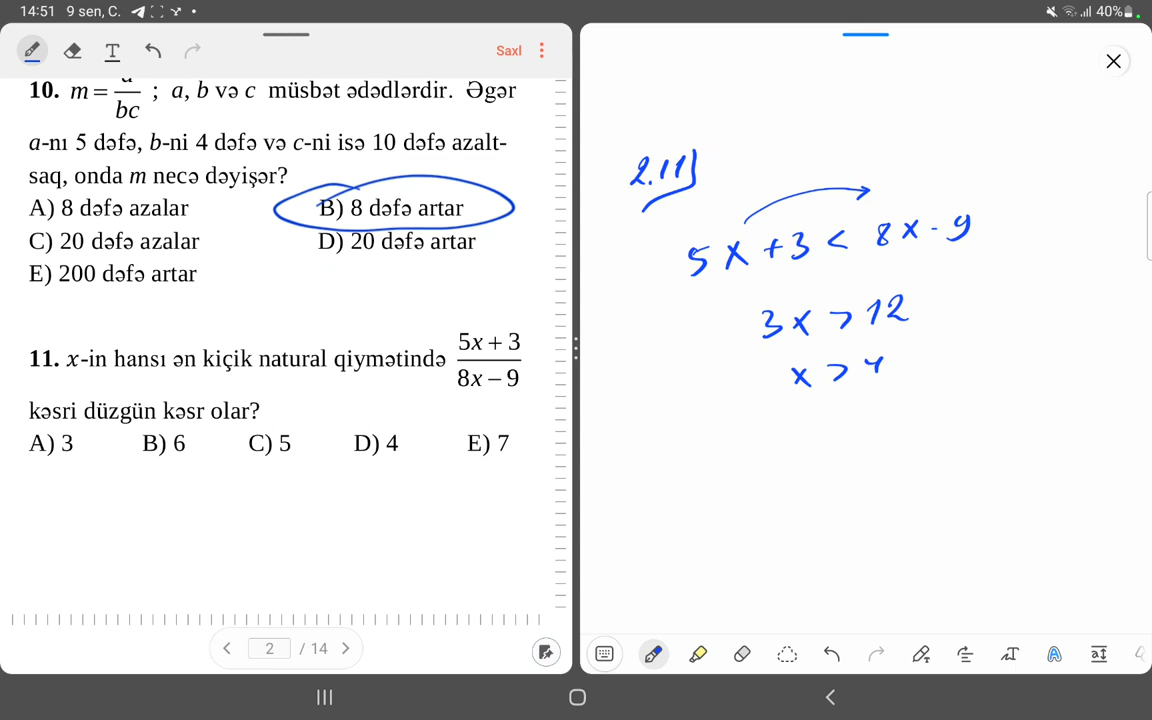 14:51 9 sen, C. 40%
Saxl
10. m = a/bc ; a, b və c müsbət ədədlərdir. Əgər
a-nı 5 dəfə, b-ni 4 dəfə və c-ni isə 10 dəfə azalt-
saq, onda m necə dəyişər?
A) 8 dəfə azalar B) 8 dəfə artar
C) 20 dəfə azalar D) 20 dəfə artar
E) 200 dəfə artar
11. x-in hansı ən kiçik natural qiymətində (5x + 3)/(8x – 9)
kəsri düzgün kəsr olar?
A) 3 B) 6 C) 5 D) 4 E) 7
2 / 14
2.11)
5x + 3 < 8x - 9
3x > 12
x > 4